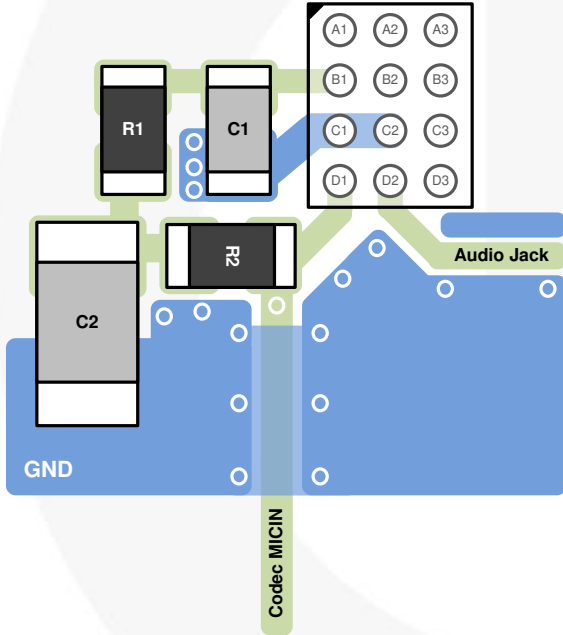 A1 A2 A3
B1 B2 B3
R1
C1
C1 C2 C3
D1 D2 D3
R2
Audio Jack
C2
GND
Codec MICIN